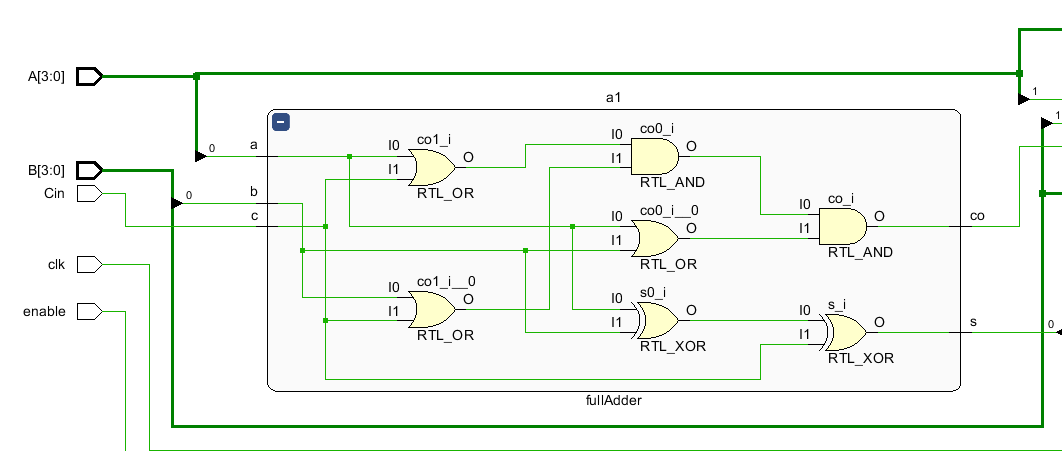 A[3:0]
B[3:0]
Cin
clk
enable
0
0
a1
a
b
c
co1_i
I0
I1
O
RTL_OR
co1_i__0
I0
I1
O
RTL_OR
co0_i
I0
I1
O
RTL_AND
co0_i__0
I0
I1
O
RTL_OR
s0_i
I0
I1
O
RTL_XOR
co_i
I0
I1
O
RTL_AND
s_i
I0
I1
O
RTL_XOR
co
s
fullAdder
1
1
0